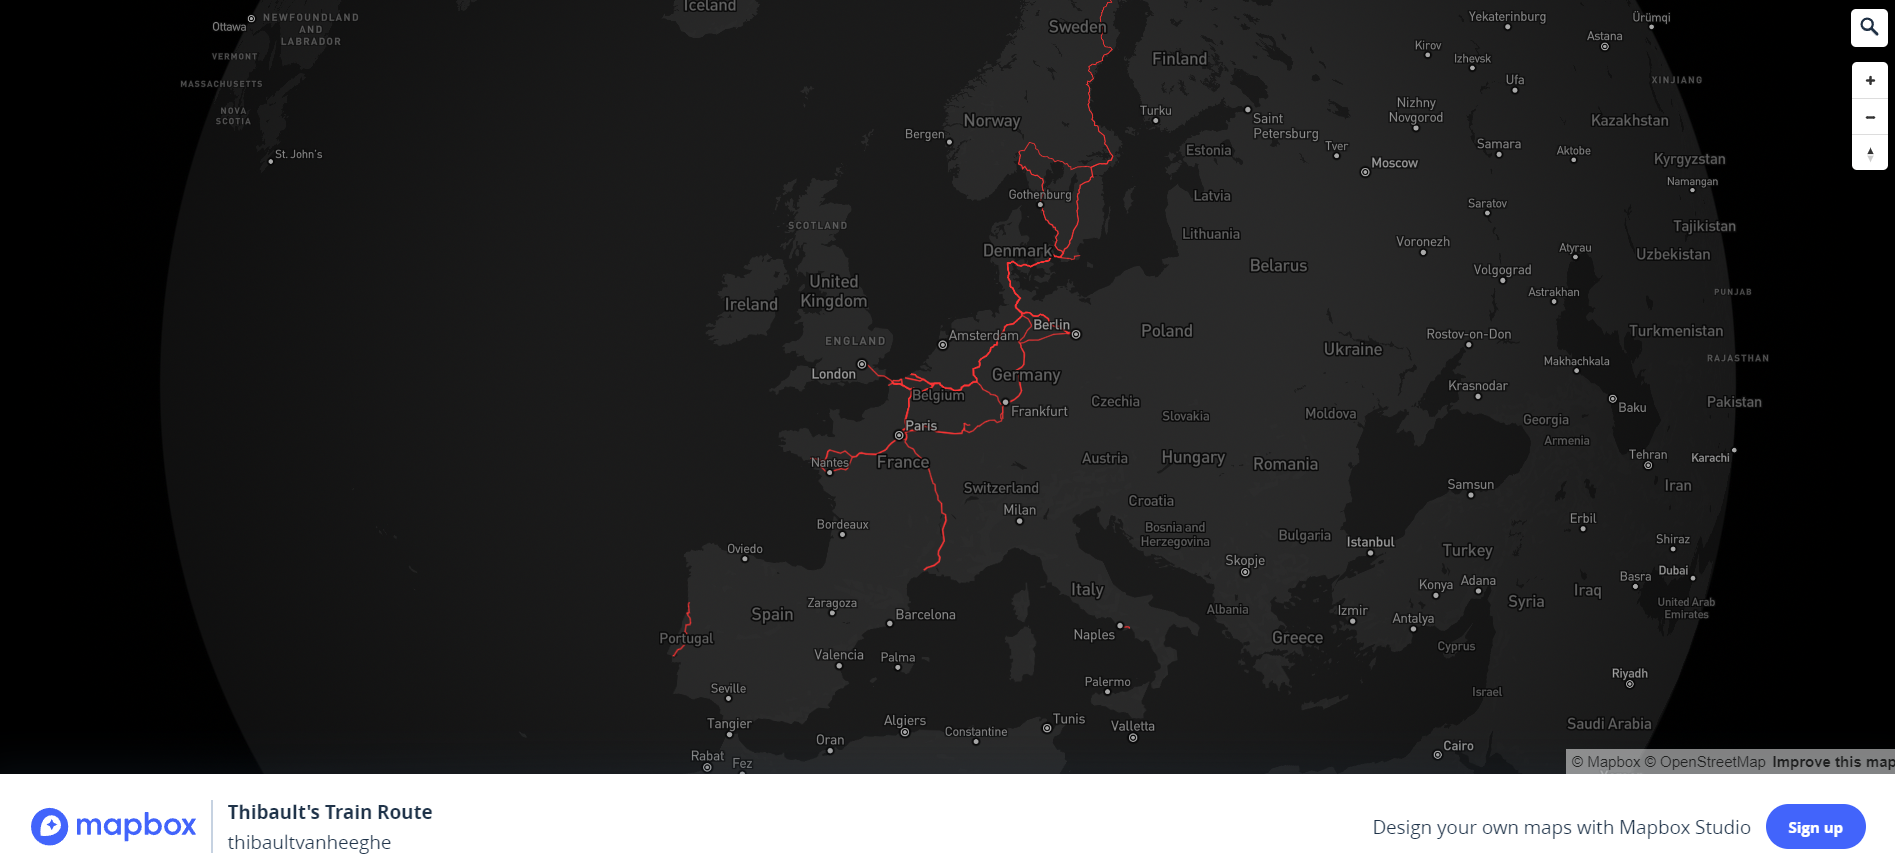 Iceland
Sweden
Yekaterinburg
Ürümqi
NEWFOUNDLAND
AND
LABRADOR
Ottawa
Astana
Kirov
Izhevsk
Finland
VERMONT
MASSACHUSETTS
Ufa
XINJIANG
NOVA
SCOTIA
Turku
Nizhny
Novgorod
Saint
Petersburg
Kazakhstan
Norway
Bergen
Estonia
Tver
Samara
Aktobe
St. John's
Moscow
Kyrgyzstan
Namangan
Gothenburg
Latvia
Saratov
SCOTLAND
Tajikistan
Lithuania
Voronezh
Atyrau
Denmark
Uzbekistan
Belarus
Volgograd
United
Kingdom
Astrakhan
PUNJAB
Ireland
Berlin
Poland
Turkmenistan
Amsterdam
Rostov-on-Don
ENGLAND
Ukraine
Makhachkala
RAJASTHAN
London
Germany
Krasnodar
Belgium
Czechia
Pakistan
Frankfurt
Slovakia
Moldova
Baku
Georgia
Paris
Armenia
Nantes
France
Austria
Hungary
Romania
Tehran
Karachi
Switzerland
Samsun
Iran
Milan
Croatia
Bordeaux
Bosnia and
Herzegovina
Bulgaria
Erbil
Istanbul
Shiraz
Oviedo
Turkey
Skopje
Dubai
Basra
Konya
Adana
Italy
Iraq
Zaragoza
Syria
United Arab
Emirates
Spain
Barcelona
Albania
Izmir
Antalya
Naples
Portugal
Greece
Cyprus
Valencia
Palma
Riyadh
Palermo
Seville
Israel
Tangier
Algiers
Constantine
Tunis
Valletta
Saudi Arabia
Oran
Cairo
Rabat
Fez
© Mapbox © OpenStreetMap Improve this map
mapbox
Thibault's Train Route
thibaultvanheeghe
Design your own maps with Mapbox Studio
Sign up